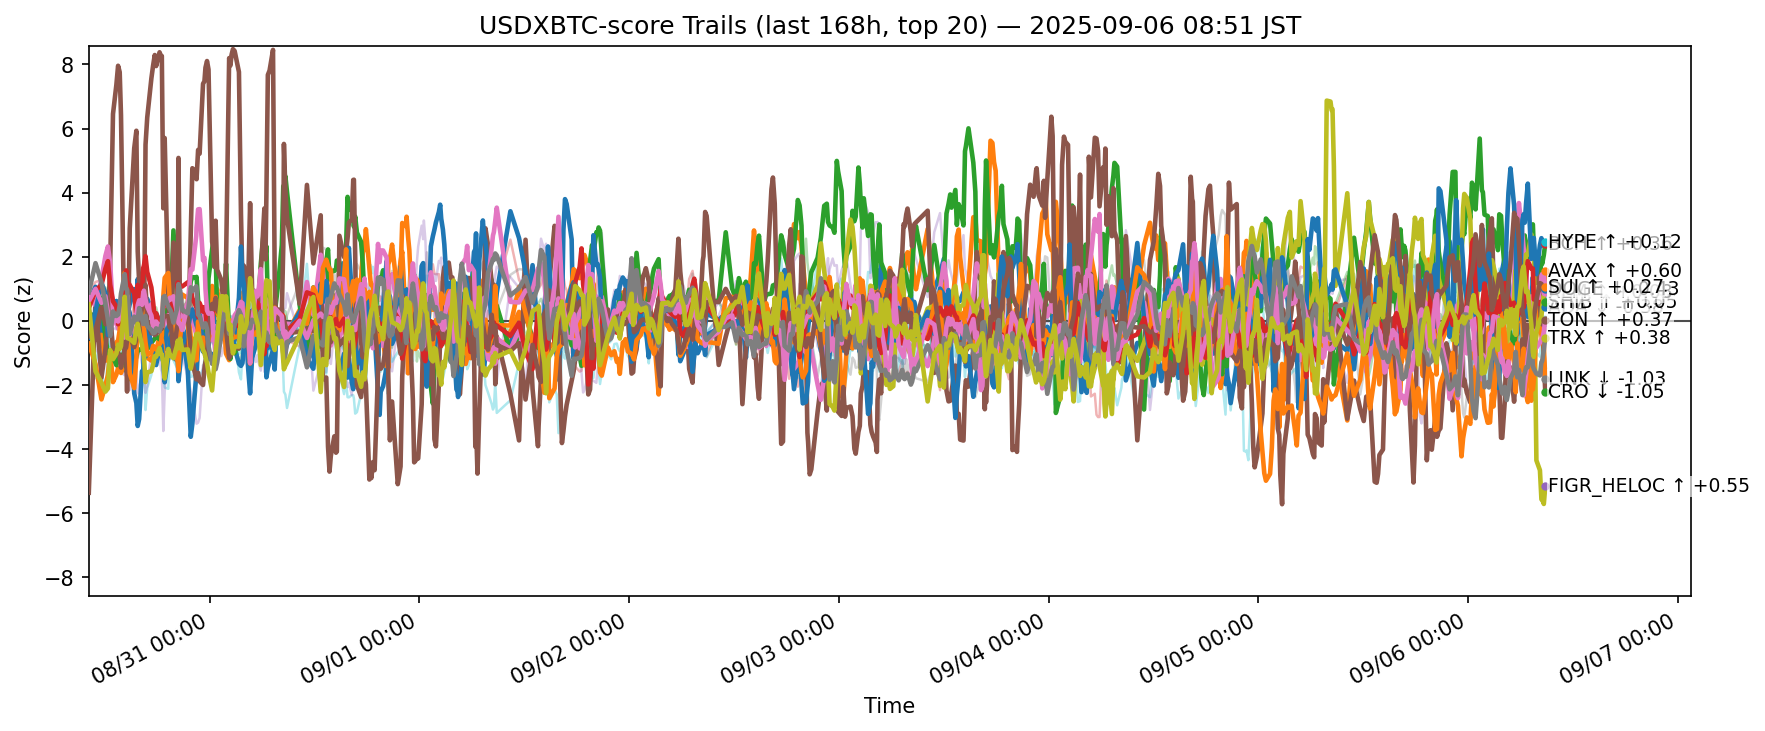 USDXBTC-score Trails (last 168h, top 20) — 2025-09-06 08:51 JST
Score (z)
8
6
4
2
0
−2
−4
−6
−8
HYPE ↑ +0.12
AVAX ↑ +0.60
SUI ↑ +0.27
TON ↑ +0.37
TRX ↑ +0.38
LINK ↓ -1.03
CRO ↓ -1.05
FIGR_HELOC ↑ +0.55
08/31 00:00
09/01 00:00
09/02 00:00
09/03 00:00
09/04 00:00
09/05 00:00
09/06 00:00
09/07 00:00
Time